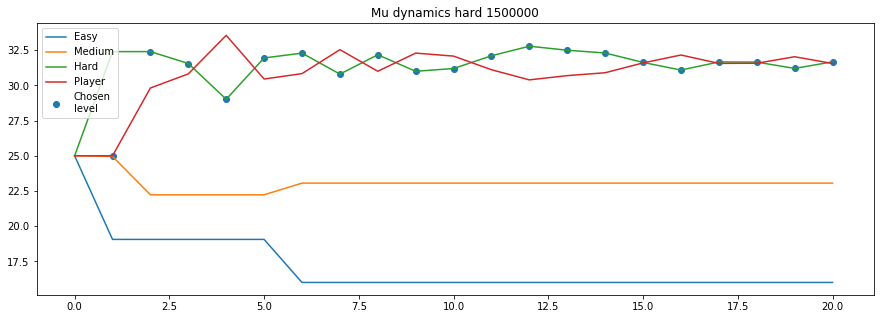 Mu dynamics hard 1500000
Easy
Medium
Hard
Player
Chosen
level
32.5
30.0
27.5
25.0
22.5
20.0
17.5
0.0 2.5 5.0 7.5 10.0 12.5 15.0 17.5 20.0